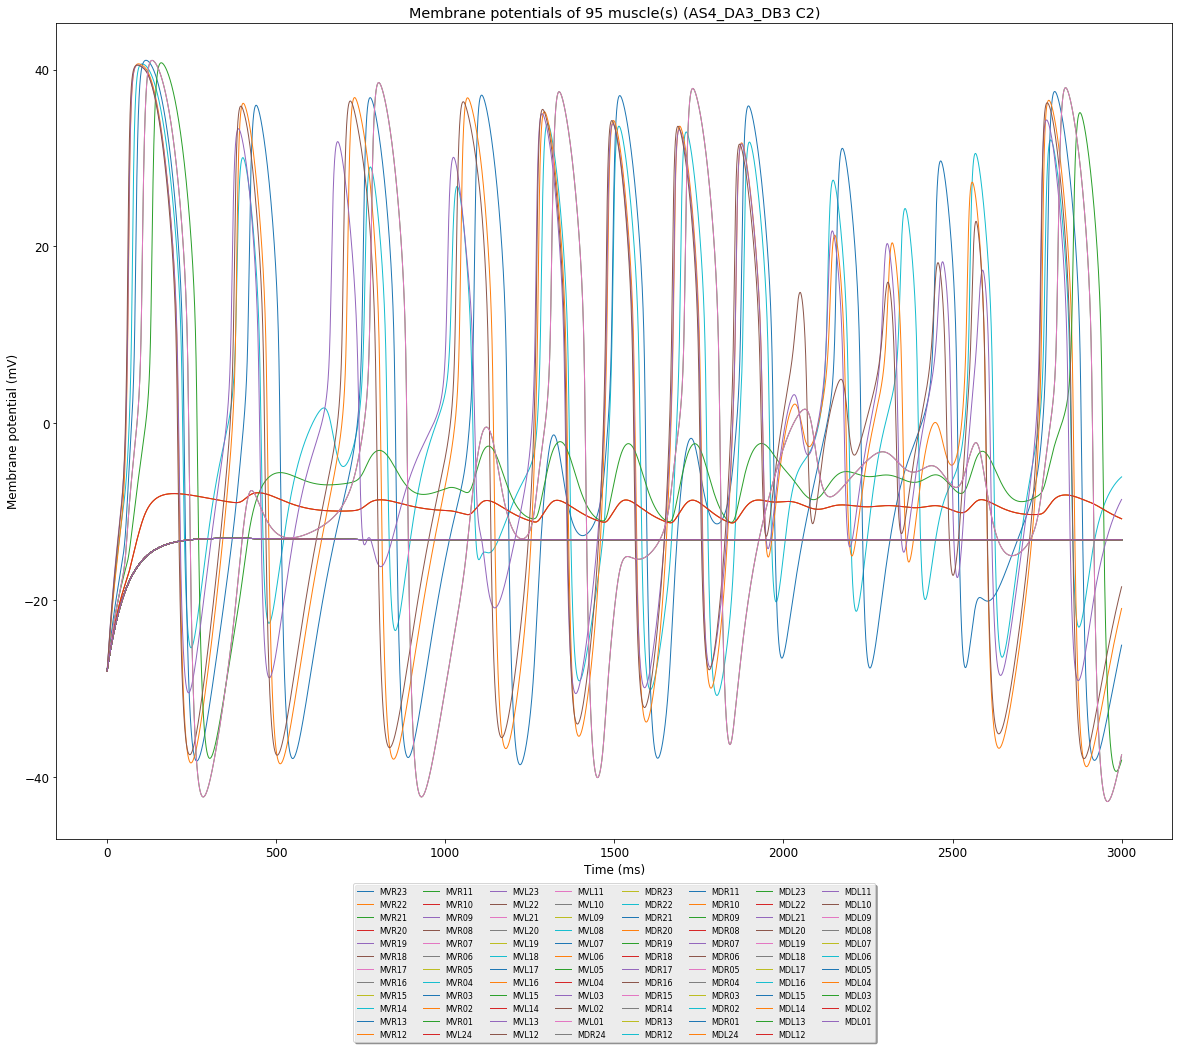 Membrane potentials of 95 muscle(s) (AS4_DA3_DB3 C2)
Membrane potential (mV)
40
20
0
−20
−40
0 500 1000 1500 2000 2500 3000
Time (ms)
MVR23 MVR11 MVL23 MVL11 MDR23 MDR11 MDL23 MDL11
MVR22 MVR10 MVL22 MVL10 MDR22 MDR10 MDL22 MDL10
MVR21 MVR09 MVL21 MVL09 MDR21 MDR09 MDL21 MDL09
MVR20 MVR08 MVL20 MVL08 MDR20 MDR08 MDL20 MDL08
MVR19 MVR07 MVL19 MVL07 MDR19 MDR07 MDL19 MDL07
MVR18 MVR06 MVL18 MVL06 MDR18 MDR06 MDL18 MDL06
MVR17 MVR05 MVL17 MVL05 MDR17 MDR05 MDL17 MDL05
MVR16 MVR04 MVL16 MVL04 MDR16 MDR04 MDL16 MDL04
MVR15 MVR03 MVL15 MVL03 MDR15 MDR03 MDL15 MDL03
MVR14 MVR02 MVL14 MVL02 MDR13 MDR02 MDL14 MDL02
MVR13 MVR01 MVL13 MVL01 MDR12 MDR01 MDL13 MDL01
MVR12 MVL24 MVL12 MDR24 MDL24 MDL12